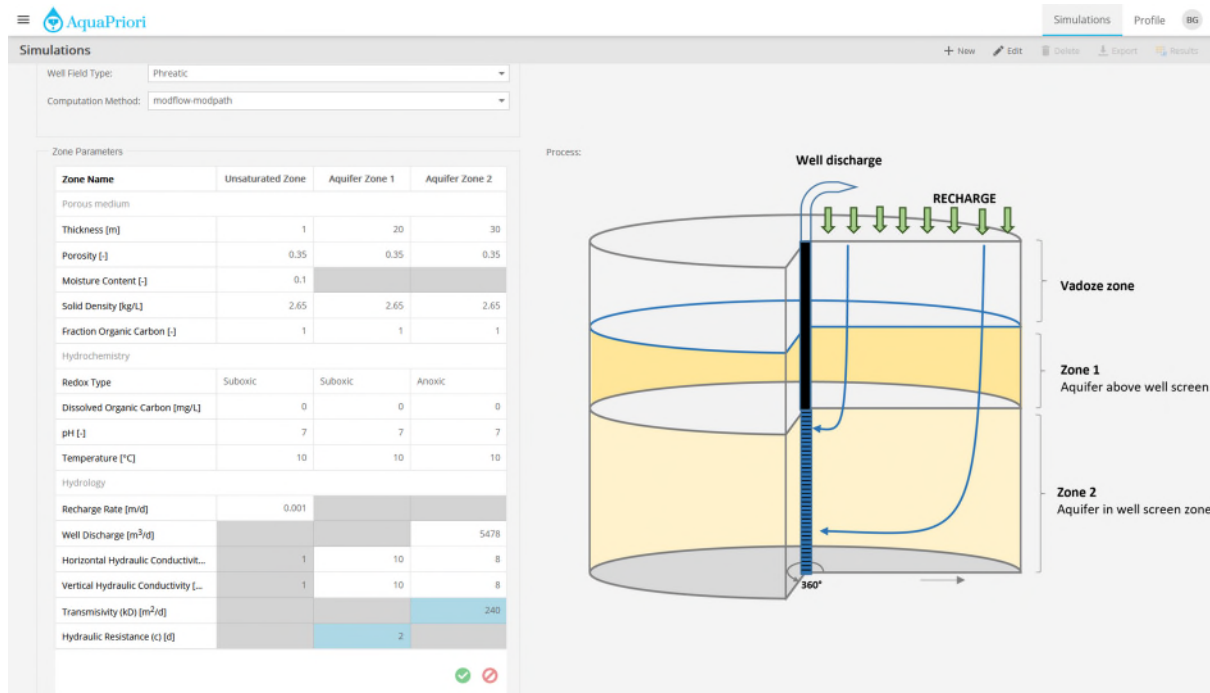 AquaPriori
Simulations Profile BG
Simulations
New Edit Delete Export Results
Well Field Type: Phreatic
Computation Method: modflow-modpath
Zone Parameters
Zone Name Unsaturated Zone Aquifer Zone 1 Aquifer Zone 2
Porous medium
Thickness [m] 1 20 30
Porosity [-] 0.35 0.35 0.35
Moisture Content [-] 0.1
Solid Density [kg/L] 2.65 2.65 2.65
Fraction Organic Carbon [-] 1 1 1
Hydrochemistry
Redox Type Suboxic Suboxic Anoxic
Dissolved Organic Carbon [mg/L] 0 0 0
pH [-] 7 7 7
Temperature [°C] 10 10 10
Hydrology
Recharge Rate [m/d] 0.001
Well Discharge [m³/d] 5478
Horizontal Hydraulic Conductivit... 1 10 8
Vertical Hydraulic Conductivity [... 1 10 8
Transmisivity (kD) [m²/d] 240
Hydraulic Resistance (c) [d] 2
Process:
Well discharge
RECHARGE
Vadoze zone
Zone 1
Aquifer above well screen
Zone 2
Aquifer in well screen zone
360°